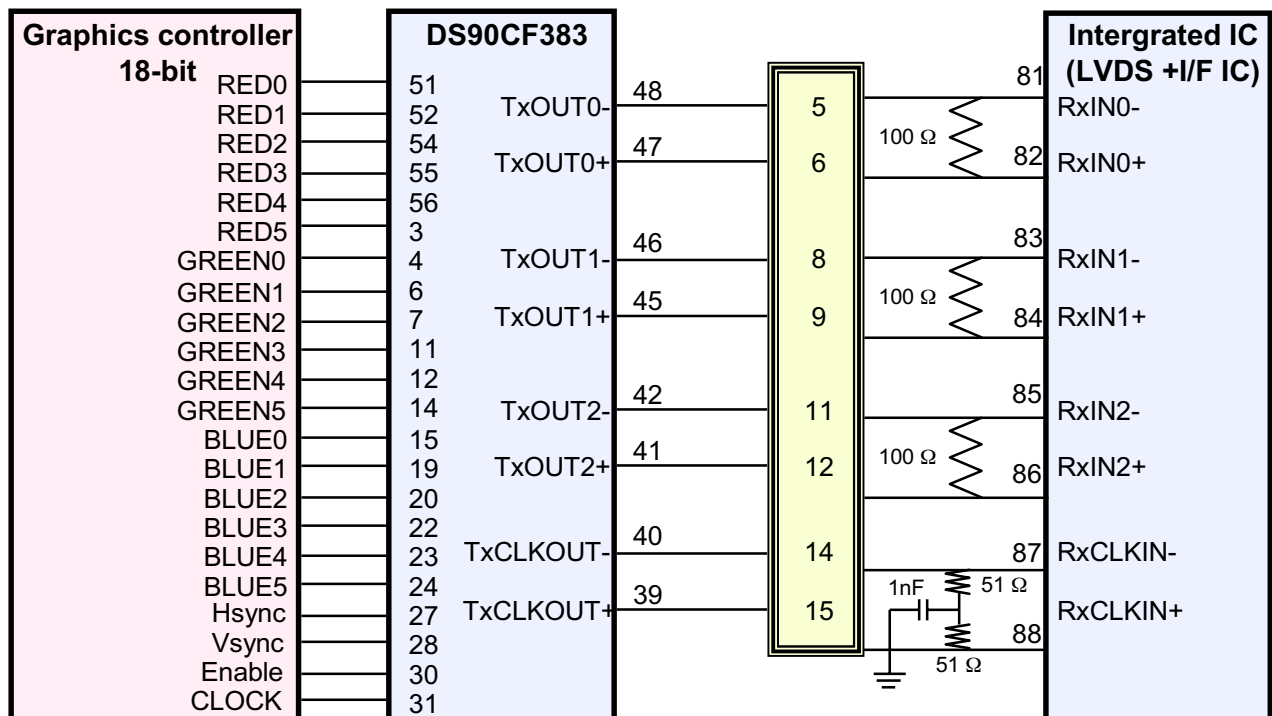 Graphics controller
18-bit
RED0
RED1
RED2
RED3
RED4
RED5
GREEN0
GREEN1
GREEN2
GREEN3
GREEN4
GREEN5
BLUE0
BLUE1
BLUE2
BLUE3
BLUE4
BLUE5
Hsync
Vsync
Enable
CLOCK
DS90CF383
51
52
54
55
56
3
4
6
7
11
12
14
15
19
20
22
23
24
27
28
30
31
TxOUT0-
TxOUT0+
TxOUT1-
TxOUT1+
TxOUT2-
TxOUT2+
TxCLKOUT-
TxCLKOUT+
48
47
46
45
42
41
40
39
5
6
8
9
11
12
14
15
100 Ω
100 Ω
100 Ω
1nF
51 Ω
51 Ω
81
82
83
84
85
86
87
88
Intergrated IC
(LVDS +I/F IC)
RxIN0-
RxIN0+
RxIN1-
RxIN1+
RxIN2-
RxIN2+
RxCLKIN-
RxCLKIN+